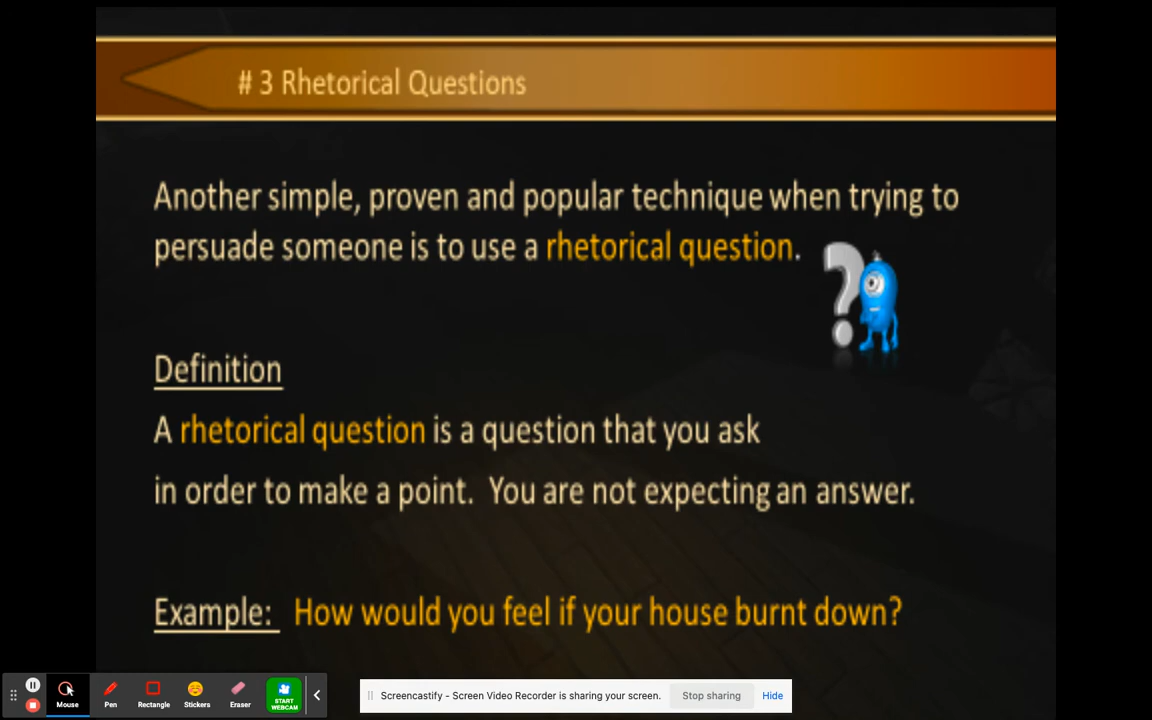 # 3 Rhetorical Questions
Another simple, proven and popular technique when trying to
persuade someone is to use a rhetorical question.
?
Definition
A rhetorical question is a question that you ask
in order to make a point. You are not expecting an answer.
Example: How would you feel if your house burnt down?
Mouse
Pen
Rectangle
Stickers
Eraser
START
WEBCAM
Screencastify - Screen Video Recorder is sharing your screen.
Stop sharing
Hide